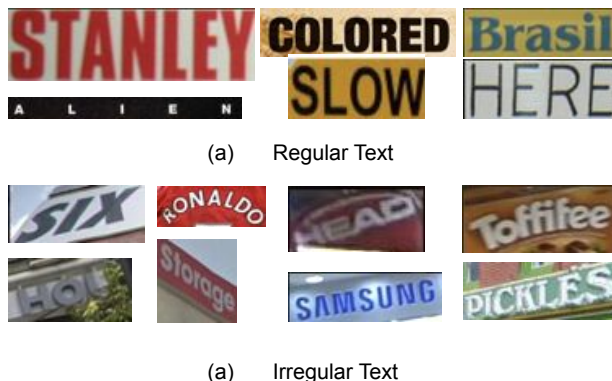 STANLEY COLORED Brasil
A L I E N SLOW HERE
(a) Regular Text
SIX RONALDO HEAD Toffifee
HOU Storage SAMSUNG PICKLES
(a) Irregular Text